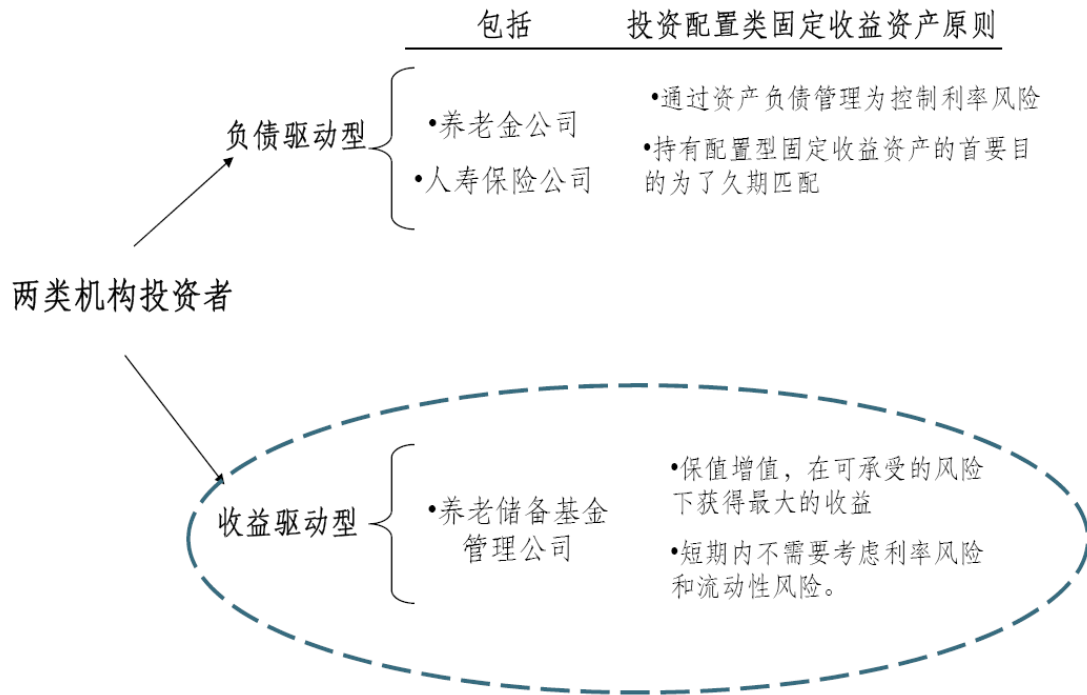 包括 投资配置类固定收益资产原则
负债驱动型
•养老金公司
•人寿保险公司
•通过资产负债管理为控制利率风险
•持有配置型固定收益资产的首要目
的为了久期匹配
两类机构投资者
收益驱动型
•养老储备基金
管理公司
•保值增值，在可承受的风险
下获得最大的收益
•短期内不需要考虑利率风险
和流动性风险。